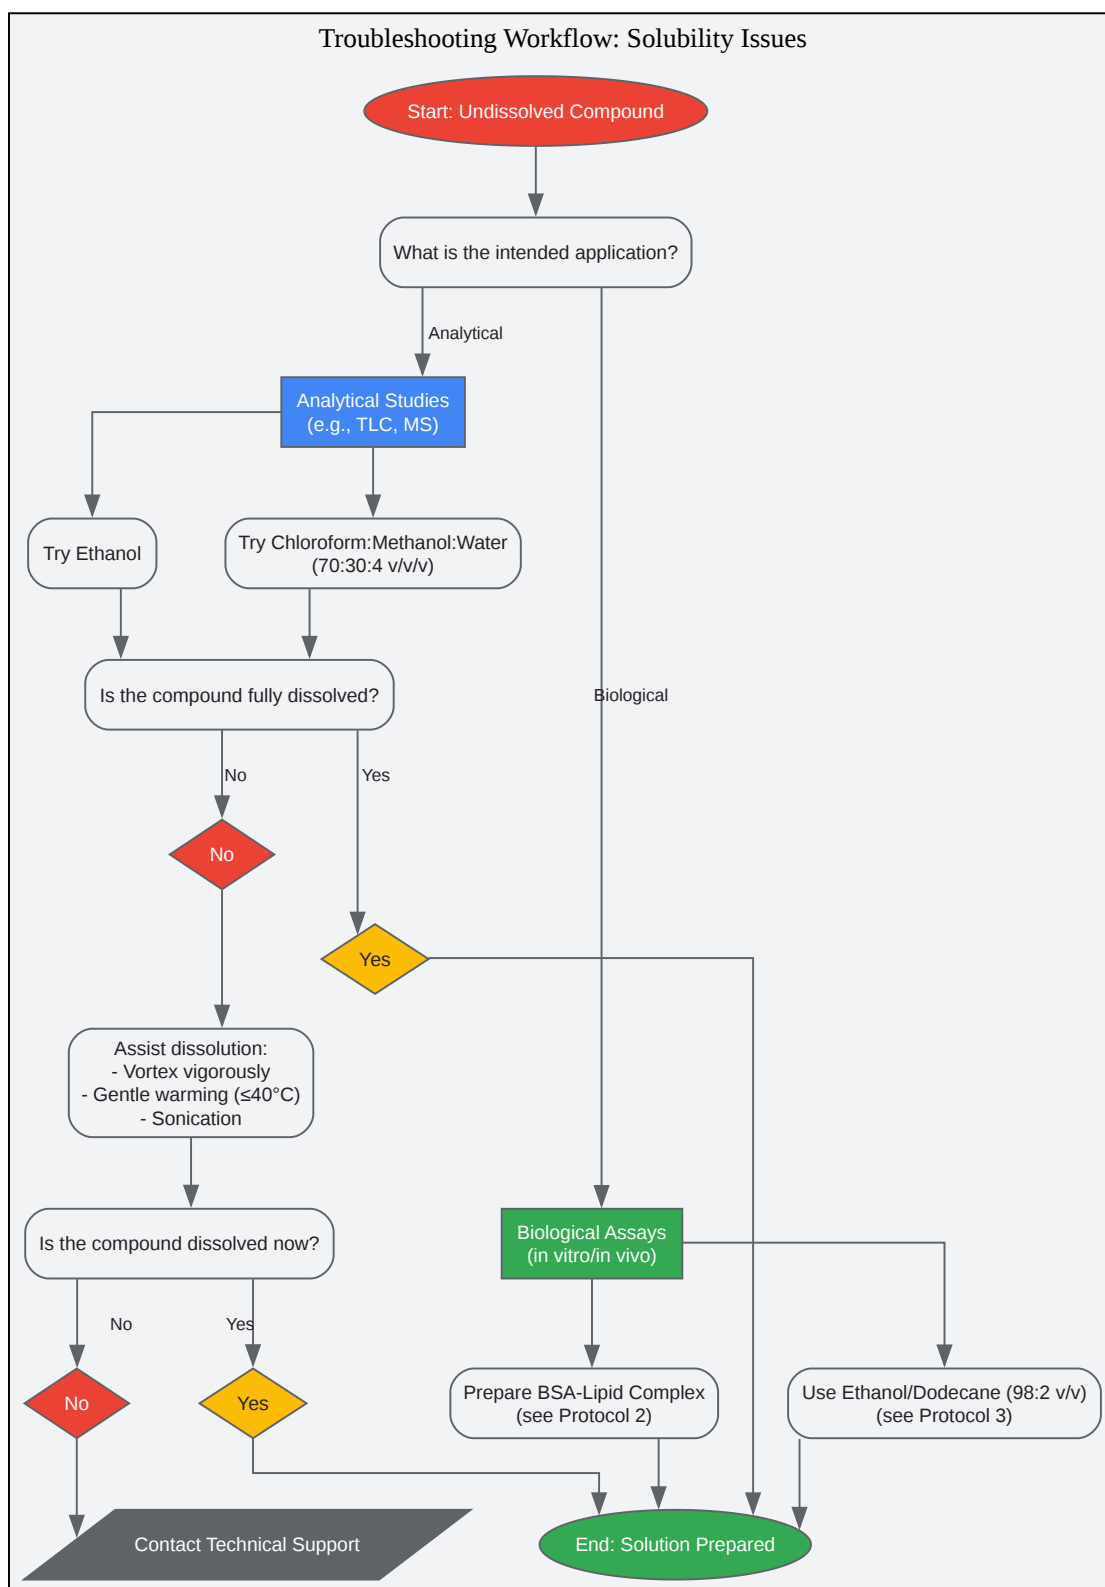 Troubleshooting Workflow: Solubility Issues
Start: Undissolved Compound
What is the intended application?
Analytical
Analytical Studies
(e.g., TLC, MS)
Try Ethanol
Try Chloroform:Methanol:Water
(70:30:4 v/v/v)
Is the compound fully dissolved?
Biological
No
Yes
No
Yes
Assist dissolution:
- Vortex vigorously
- Gentle warming (≤40°C)
- Sonication
Is the compound dissolved now?
Biological Assays
(in vitro/in vivo)
No
Yes
No
Yes
Prepare BSA-Lipid Complex
(see Protocol 2)
Use Ethanol/Dodecane (98:2 v/v)
(see Protocol 3)
Contact Technical Support
End: Solution Prepared